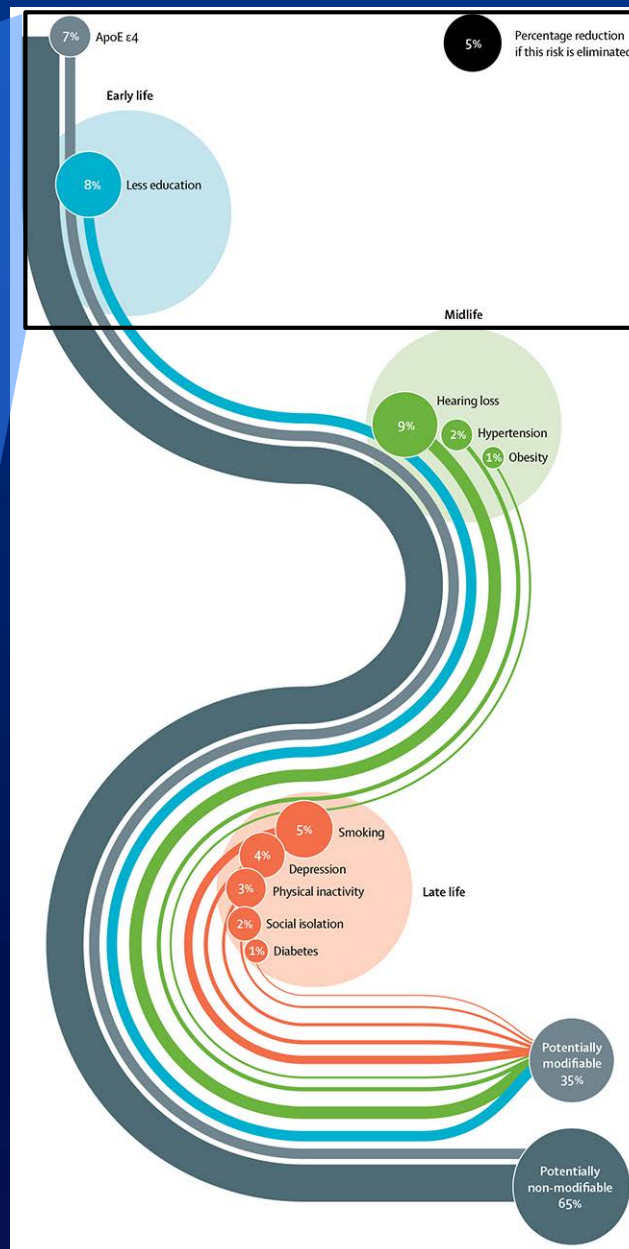 7% ApoE ε4
5% Percentage reduction
if this risk is eliminated
Early life
8% Less education
Midlife
Hearing loss
9%
2% Hypertension
1% Obesity
5% Smoking
4% Depression
3% Physical inactivity
Late life
2% Social isolation
1% Diabetes
Potentially
modifiable
35%
Potentially
non-modifiable
65%